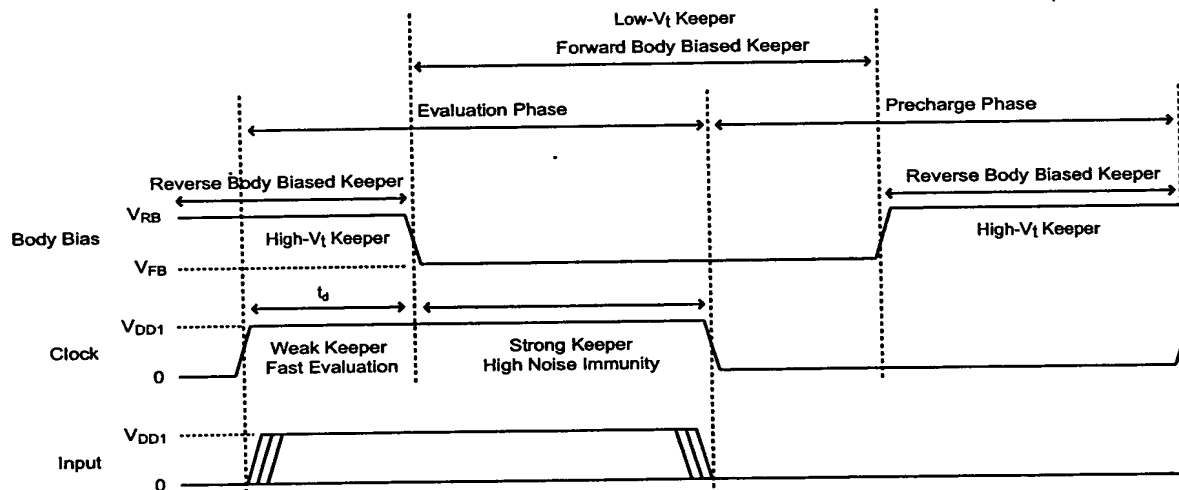 Low-Vt Keeper
Forward Body Biased Keeper
Evaluation Phase
Precharge Phase
Reverse Body Biased Keeper
Reverse Body Biased Keeper
VRB
Body Bias
High-Vt Keeper
High-Vt Keeper
VFB
td
VDD1
Clock
Weak Keeper
Fast Evaluation
Strong Keeper
High Noise Immunity
0
VDD1
Input
0